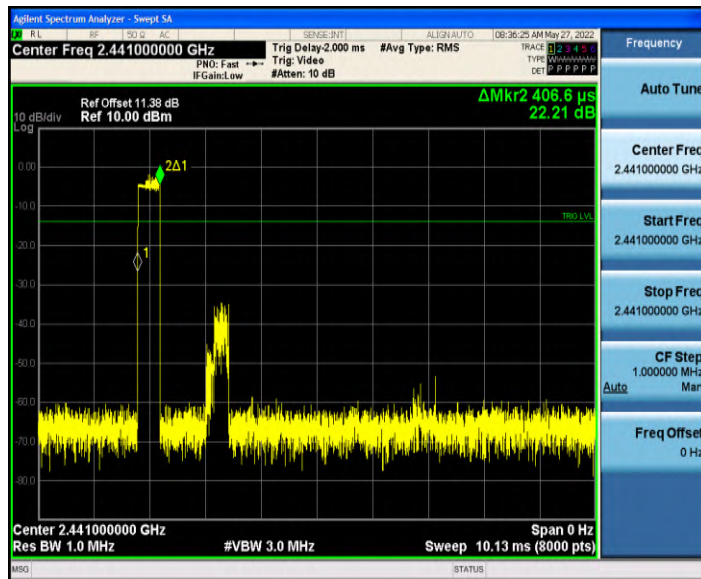 Agilent Spectrum Analyzer - Swept SA
RL RF 50 Ω AC SENSE:INT ALIGN AUTO 08:36:25 AM May 27, 2022
Center Freq 2.441000000 GHz
PNO: Fast
IFGain:Low
Trig Delay-2.000 ms
Trig: Video
#Atten: 10 dB
#Avg Type: RMS
TRACE 1 2 3 4 5 6
TYPE
DET P P P P P P
Frequency
ΔMkr2 406.6 µs
22.21 dB
Ref Offset 11.38 dB
10 dB/div Ref 10.00 dBm
Log
0.00
-10.0
-20.0
-30.0
-40.0
-50.0
-60.0
-70.0
-80.0
2Δ1
1
TRIG LVL
Center 2.441000000 GHz
Span 0 Hz
Res BW 1.0 MHz
#VBW 3.0 MHz
Sweep 10.13 ms (8000 pts)
MSG
STATUS
Auto Tune
Center Freq
2.441000000 GHz
Start Freq
2.441000000 GHz
Stop Freq
2.441000000 GHz
CF Step
1.000000 MHz
Auto Man
Freq Offset
0 Hz